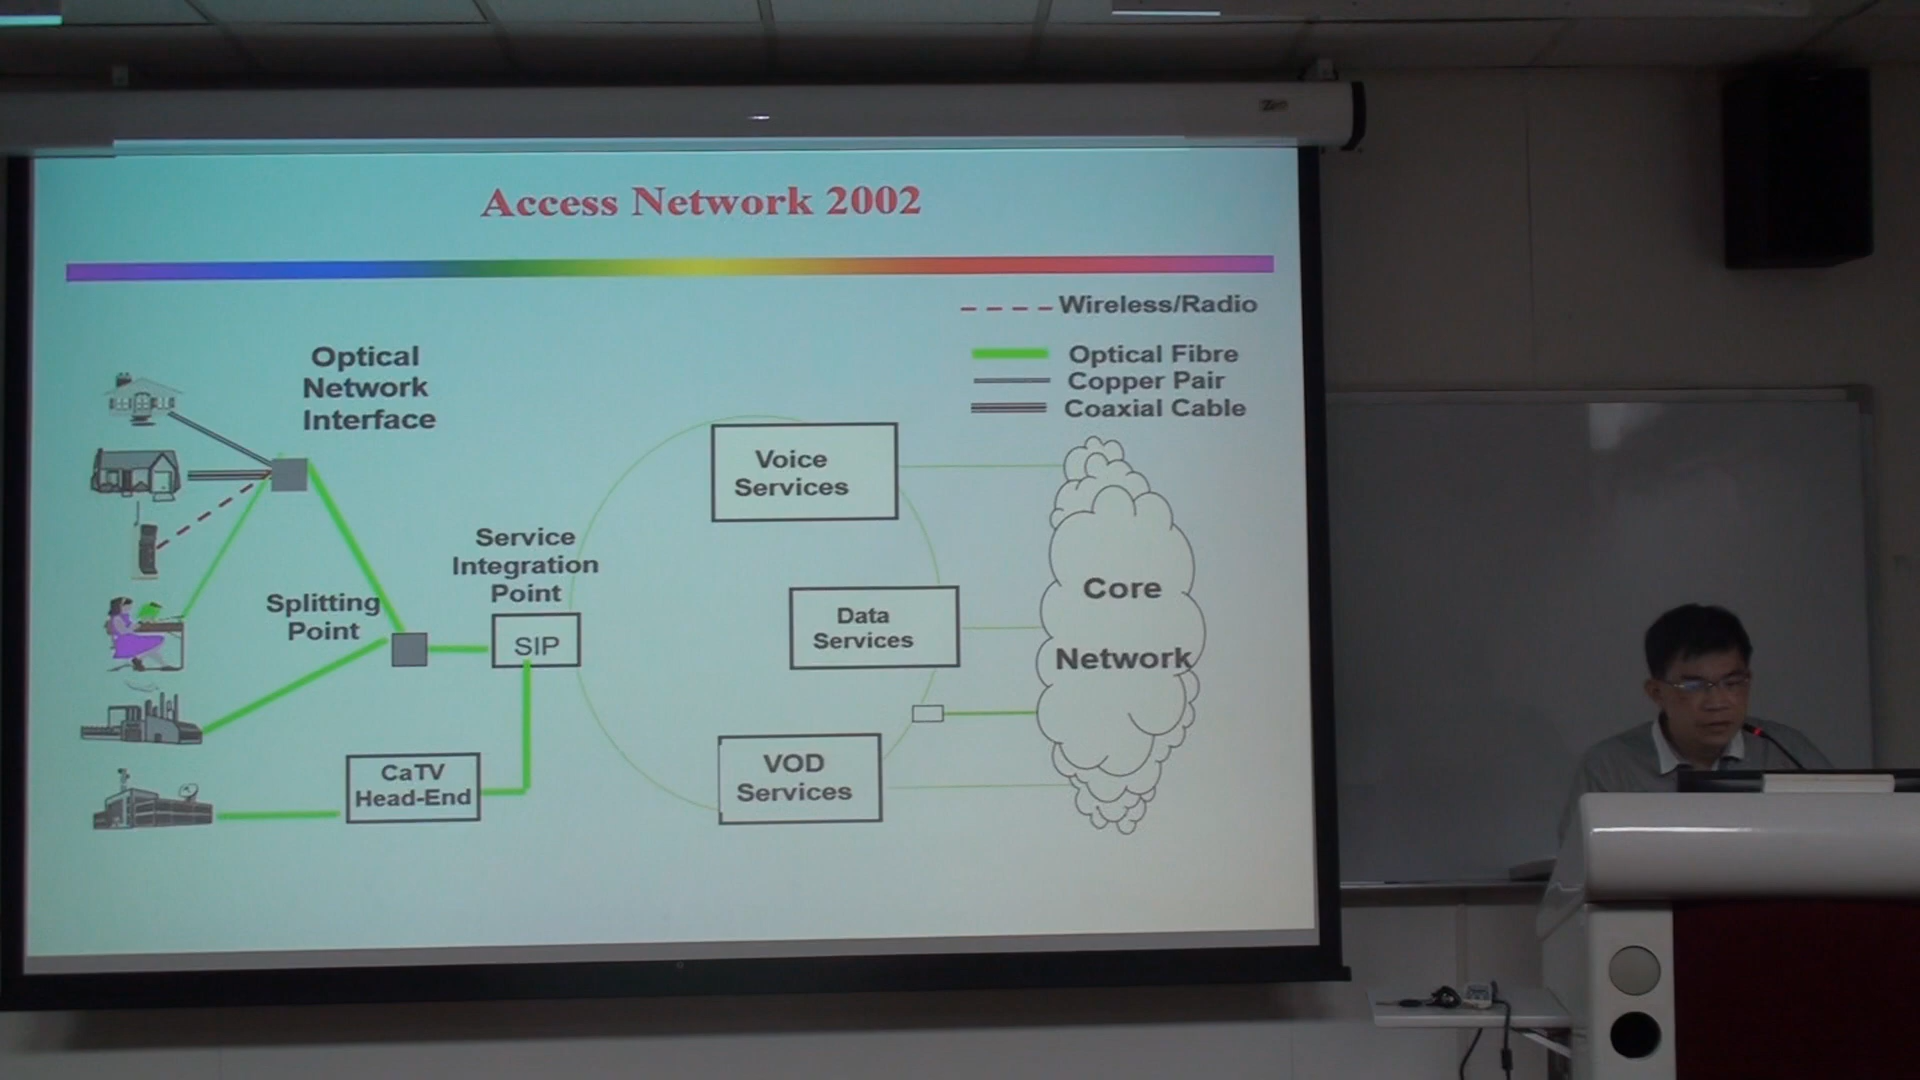 Access Network 2002
Wireless/Radio
Optical Fibre
Copper Pair
Coaxial Cable
Optical
Network
Interface
Voice
Services
Service
Integration
Point
Splitting
Point
SIP
Data
Services
Core
Network
CaTV
Head-End
VOD
Services